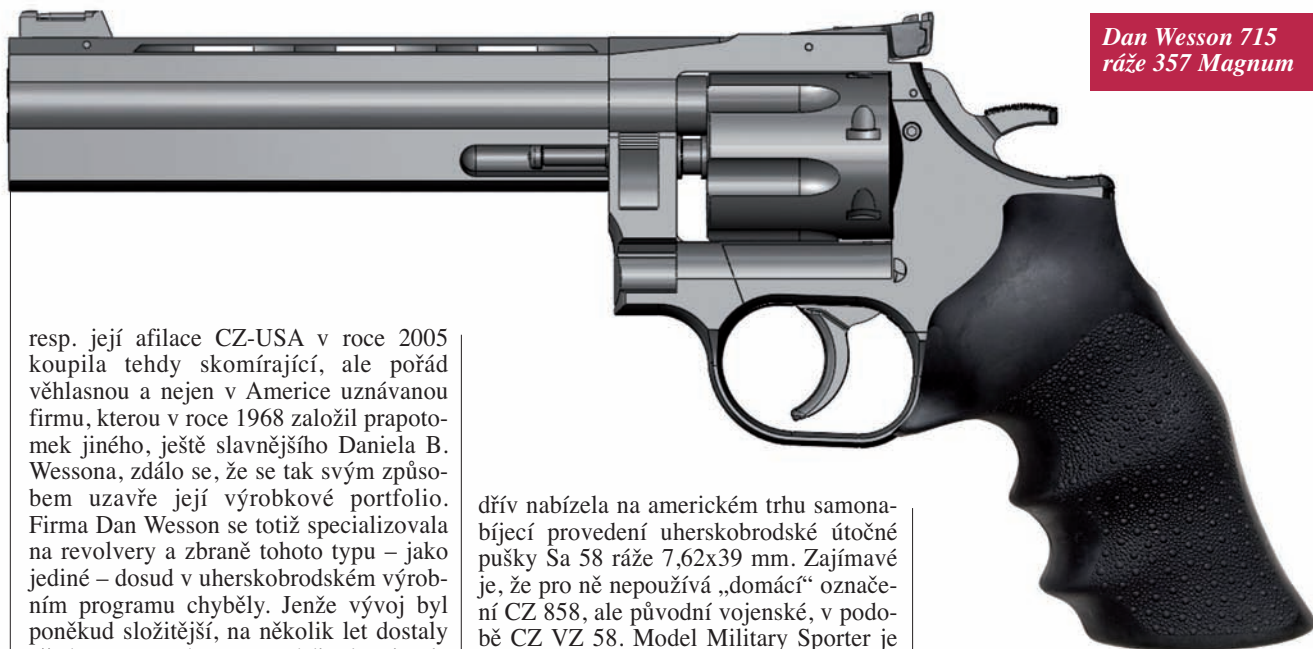 Dan Wesson 715
ráže 357 Magnum
resp. její afilace CZ-USA v roce 2005
koupila tehdy skomírající, ale pořád
věhlasnou a nejen v Americe uznávanou
firmu, kterou v roce 1968 založil prapoto-
mek jiného, ještě slavnějšího Daniela B.
Wessona, zdálo se, že se tak svým způso-
bem uzavře její výrobkové portfolio.
Firma Dan Wesson se totiž specializovala
na revolvery a zbraně tohoto typu – jako
jediné – dosud v uherskobrodském výrob-
ním programu chyběly. Jenže vývoj byl
poněkud složitější, na několik let dostaly
dřív nabízela na americkém trhu samona-
bíjecí provedení uherskobrodské útočné
pušky Sa 58 ráže 7,62x39 mm. Zajímavé
je, že pro ně nepoužívá „domácí“ označe-
ní CZ 858, ale původní vojenské, v podo-
bě CZ VZ 58. Model Military Sporter je